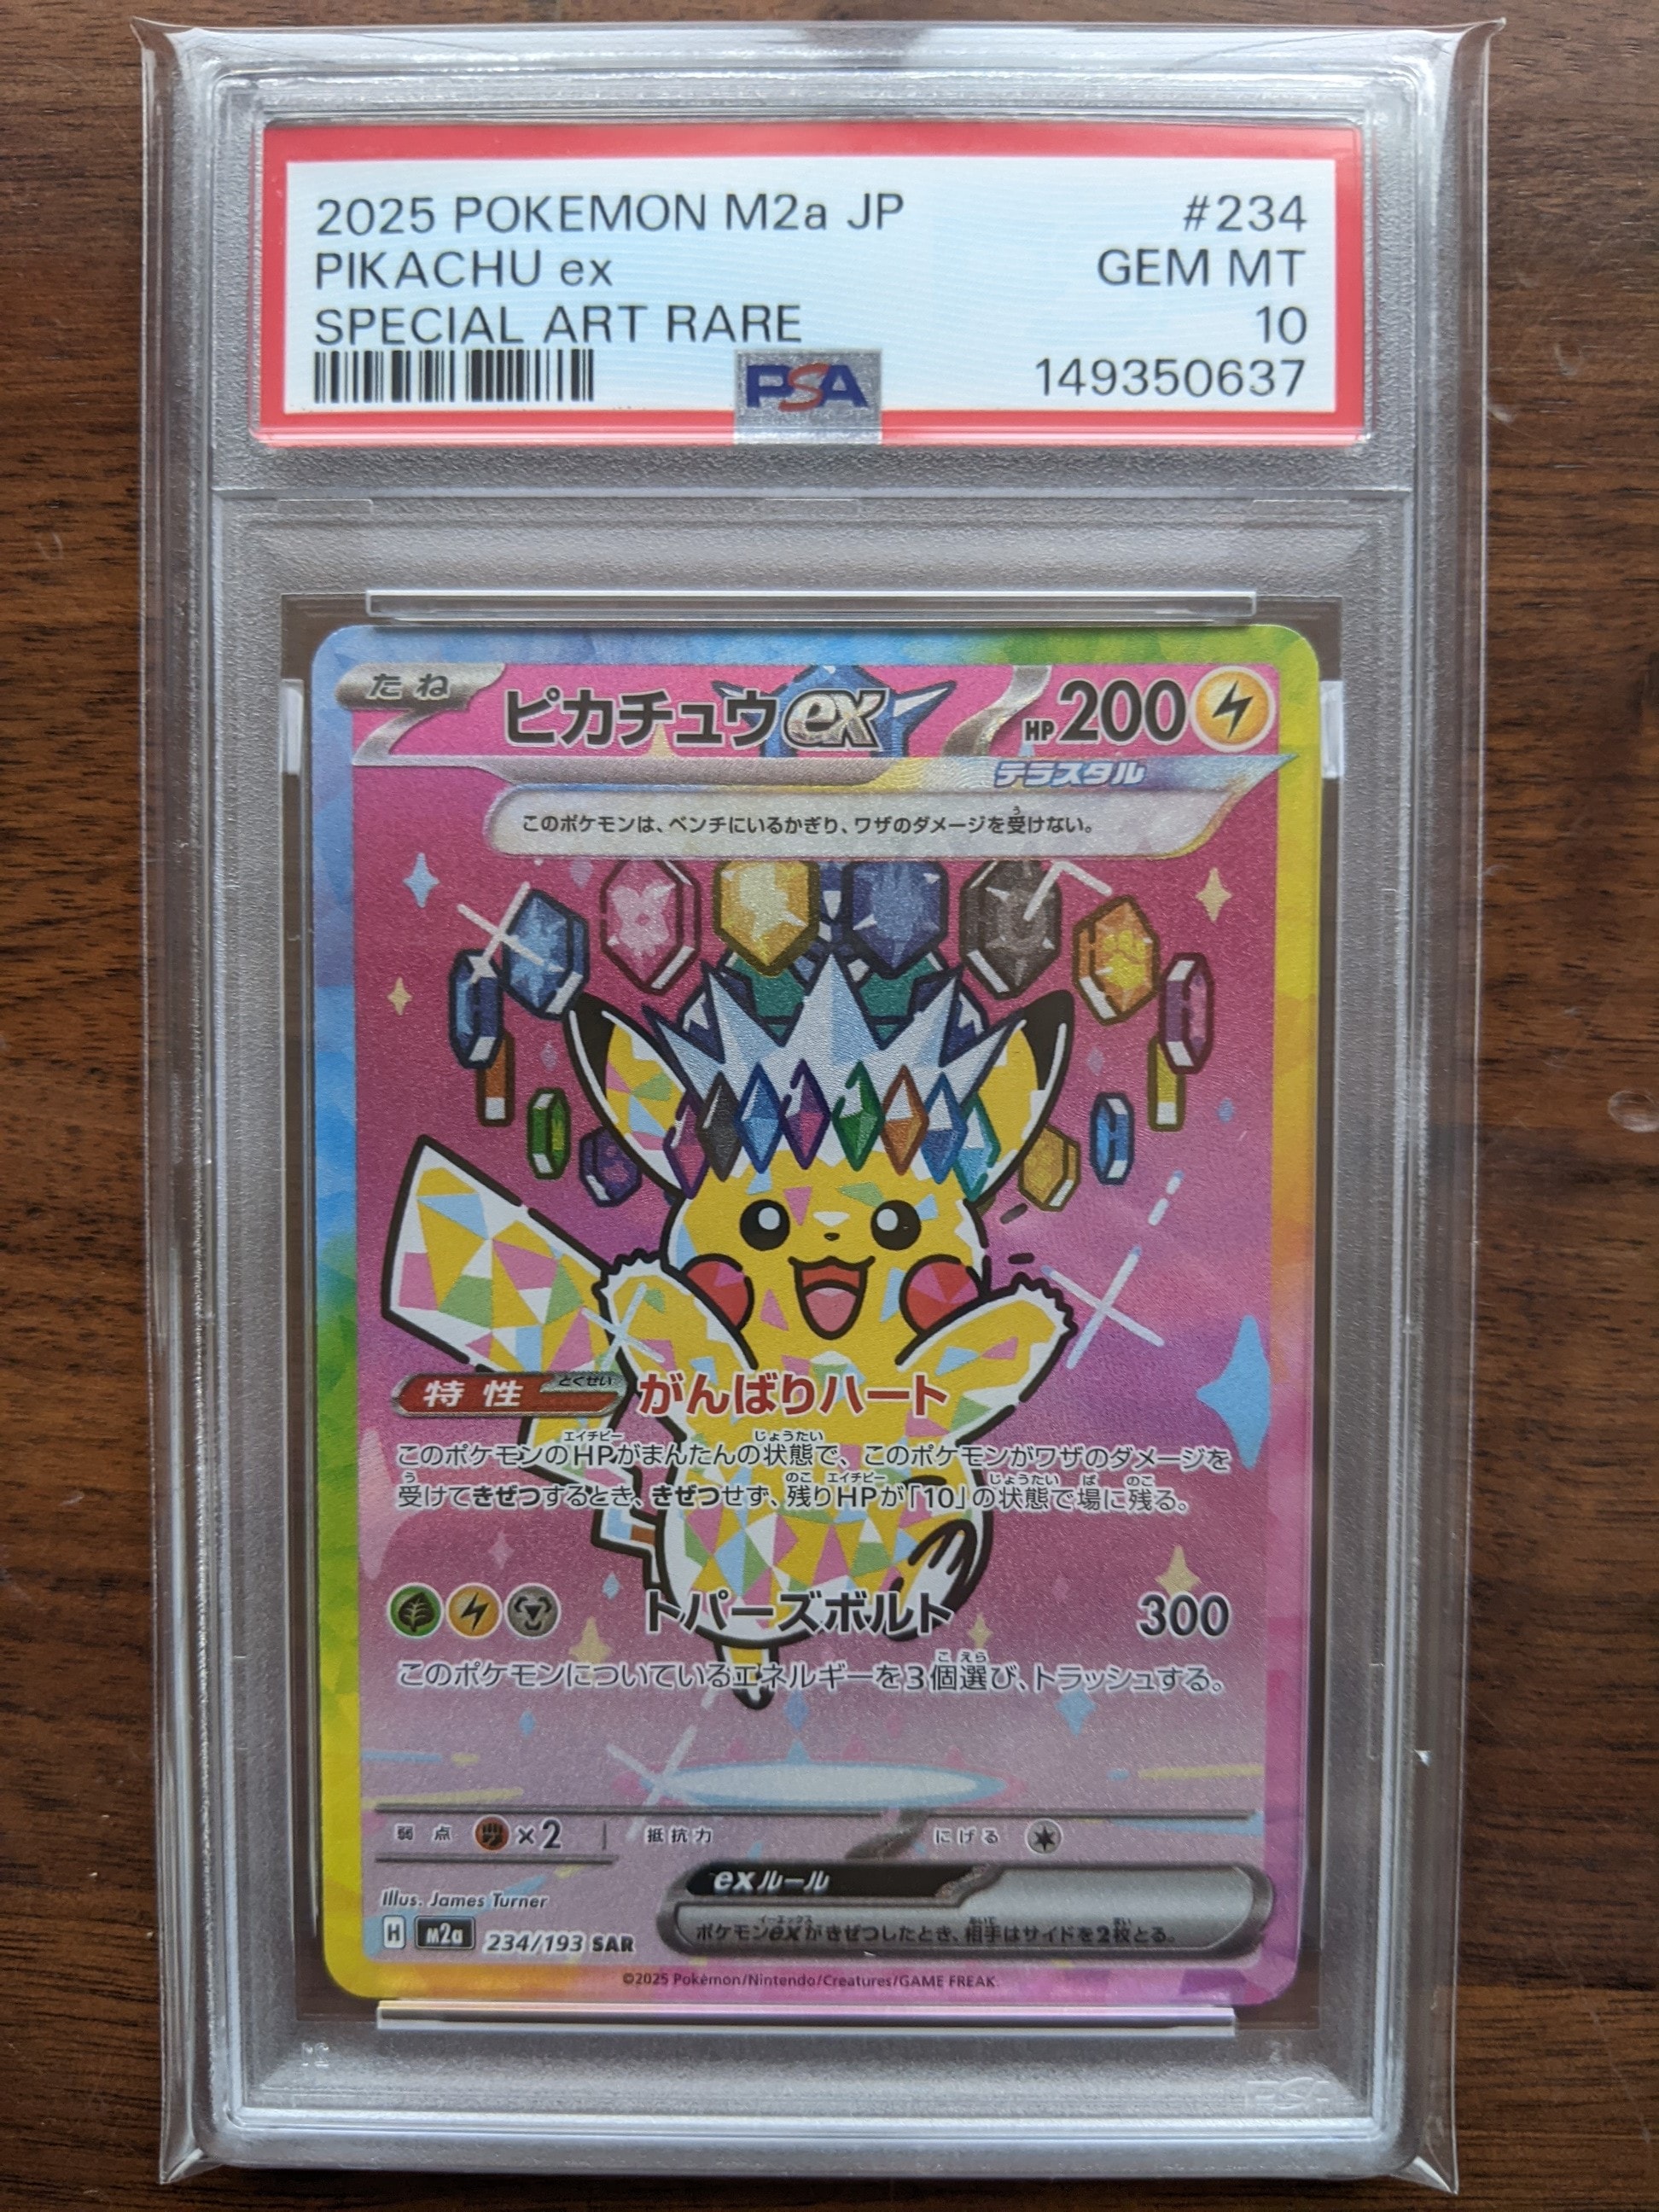 2025 POKEMON M2a JP #234
PIKACHU ex GEM MT
SPECIAL ART RARE 10
PSA 149350637
たね ピカチュウex HP200
テラスタル
このポケモンは、ベンチにいるかぎり、ワザのダメージを受けない。
特性 とくせい がんばりハート
このポケモンのHPがまんたんの状態で、このポケモンがワザのダメージを
受けてきぜつするとき、きぜつせず、残りHPが「10」の状態で場に残る。
トパーズボルト 300
このポケモンについているエネルギーを3個選び、トラッシュする。
弱点 ×2 抵抗力 にげる
exルール
ポケモンexがきぜつしたとき、相手はサイドを2枚とる。
Illus. James Turner
H M2a 234/193 SAR
©2025 Pokémon/Nintendo/Creatures/GAME FREAK